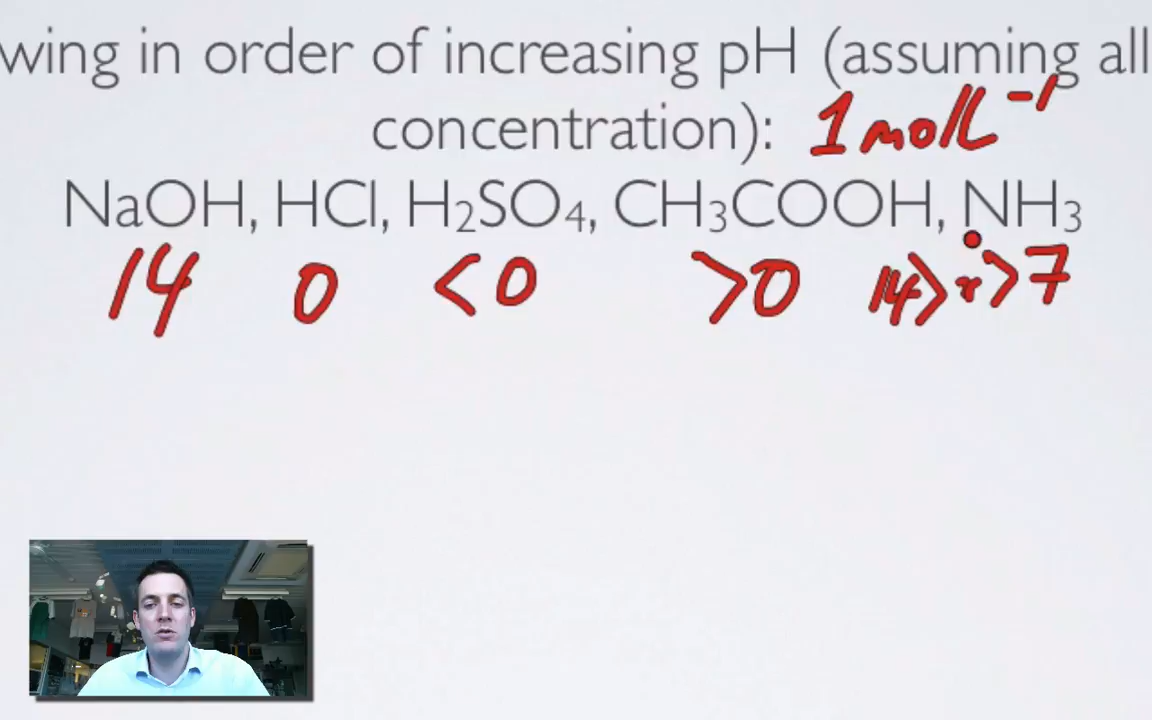 wing in order of increasing pH (assuming all
concentration): 1 mol L⁻¹
NaOH, HCl, H₂SO₄, CH₃COOH, NH₃
14 0 <0 >0 14>x>7